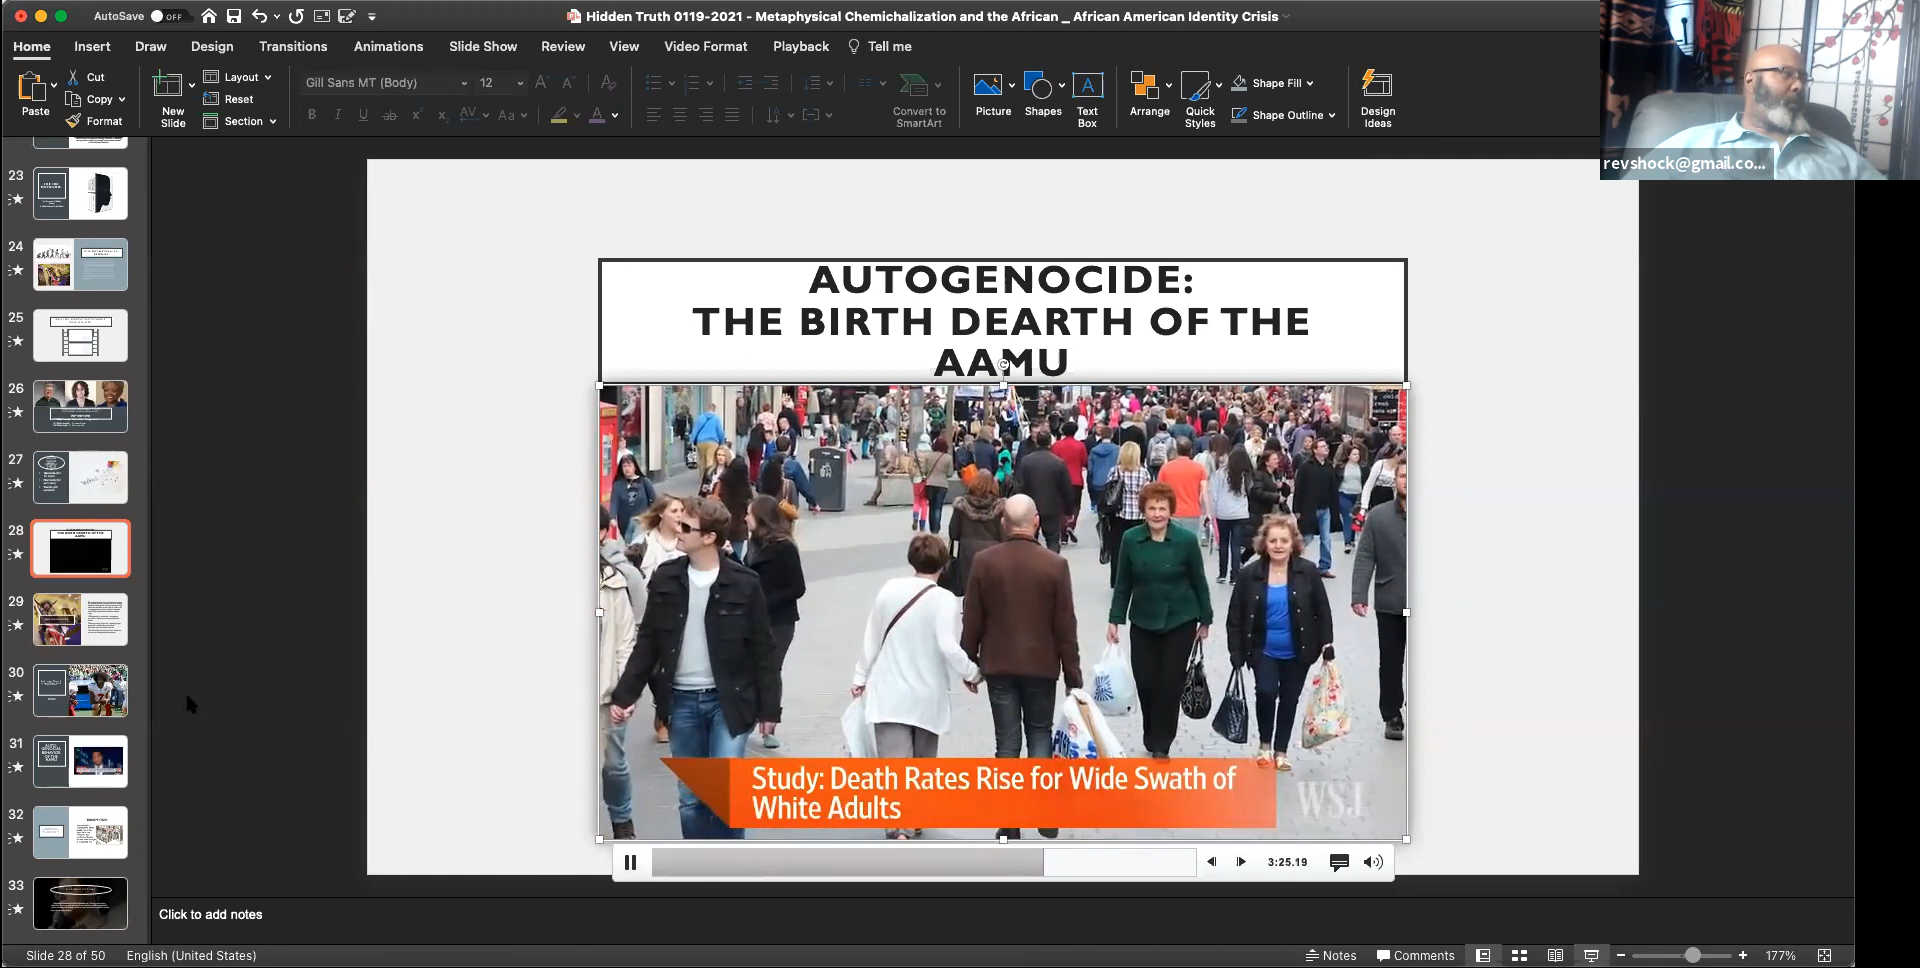 AutoSave OFF
Hidden Truth 0119-2021 - Metaphysical Chemichalization and the African _ African American Identity Crisis
Home Insert Draw Design Transitions Animations Slide Show Review View Video Format Playback Tell me
Paste
Cut
Copy
Format
New Slide
Layout
Reset
Section
Gill Sans MT (Body) 12
B I U ab x² x₂ AV Aa A
Convert to SmartArt
Picture
Shapes
Text Box
Arrange
Quick Styles
Shape Fill
Shape Outline
Design Ideas
revshock@gmail.co...
23
24
25
26
27
28
29
30
31
32
33
AUTOGENOCIDE:
THE BIRTH DEARTH OF THE
AAMU
Study: Death Rates Rise for Wide Swath of
White Adults
WSJ
3:25.19
Click to add notes
Slide 28 of 50 English (United States) Notes Comments 177%